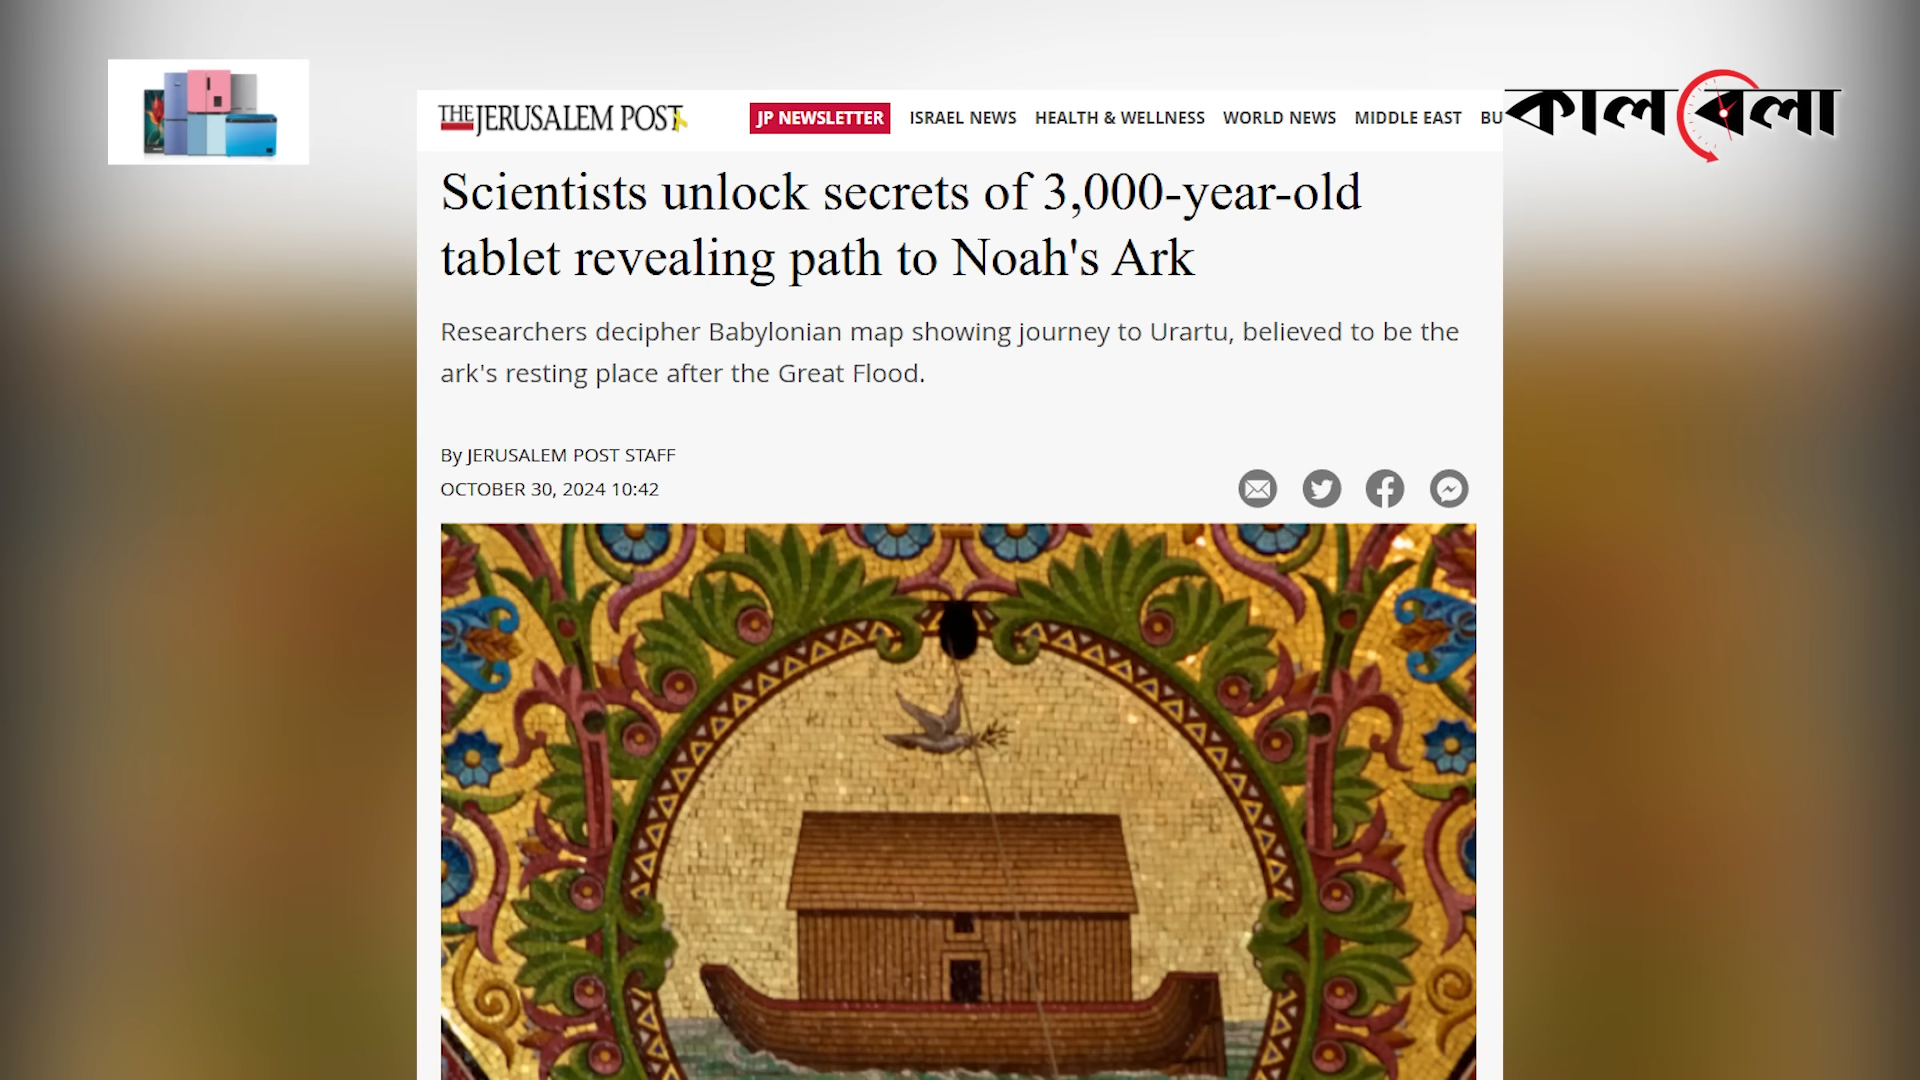 THE JERUSALEM POST
JP NEWSLETTER ISRAEL NEWS HEALTH & WELLNESS WORLD NEWS MIDDLE EAST BU
কালবেলা
Scientists unlock secrets of 3,000-year-old
tablet revealing path to Noah's Ark
Researchers decipher Babylonian map showing journey to Urartu, believed to be the
ark's resting place after the Great Flood.
By JERUSALEM POST STAFF
OCTOBER 30, 2024 10:42